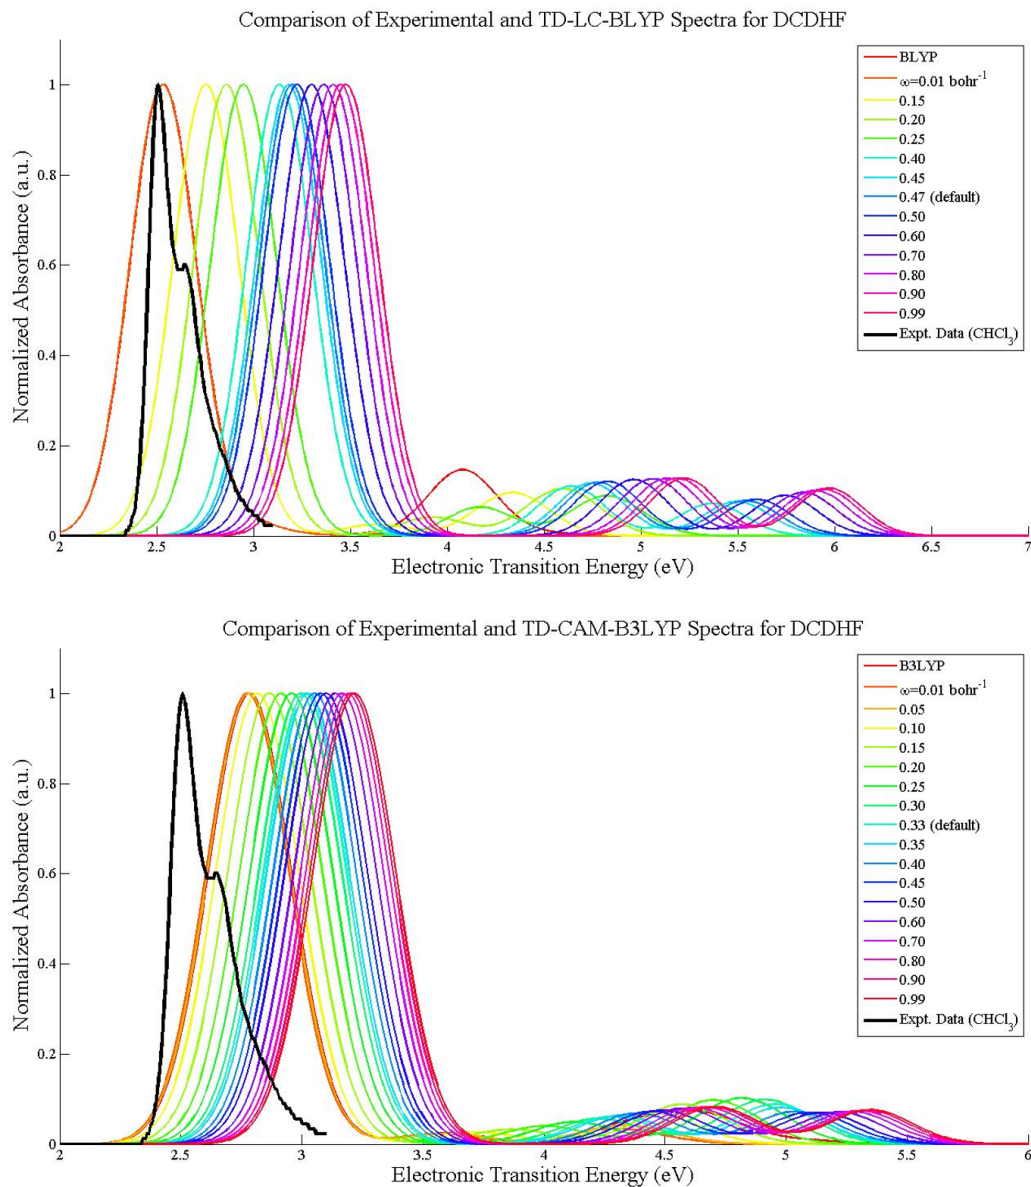 Comparison of Experimental and TD-LC-BLYP Spectra for DCDHF
Normalized Absorbance (a.u.)
1
0.8
0.6
0.4
0.2
0
2 2.5 3 3.5 4 4.5 5 5.5 6 6.5 7
Electronic Transition Energy (eV)
BLYP
ω=0.01 bohr⁻¹
0.15
0.20
0.25
0.40
0.45
0.47 (default)
0.50
0.60
0.70
0.80
0.90
0.99
Expt. Data (CHCl₃)
Comparison of Experimental and TD-CAM-B3LYP Spectra for DCDHF
Normalized Absorbance (a.u.)
1
0.8
0.6
0.4
0.2
0
2 2.5 3 3.5 4 4.5 5 5.5 6
Electronic Transition Energy (eV)
B3LYP
ω=0.01 bohr⁻¹
0.05
0.10
0.15
0.20
0.25
0.30
0.33 (default)
0.35
0.40
0.45
0.50
0.60
0.70
0.80
0.90
0.99
Expt. Data (CHCl₃)